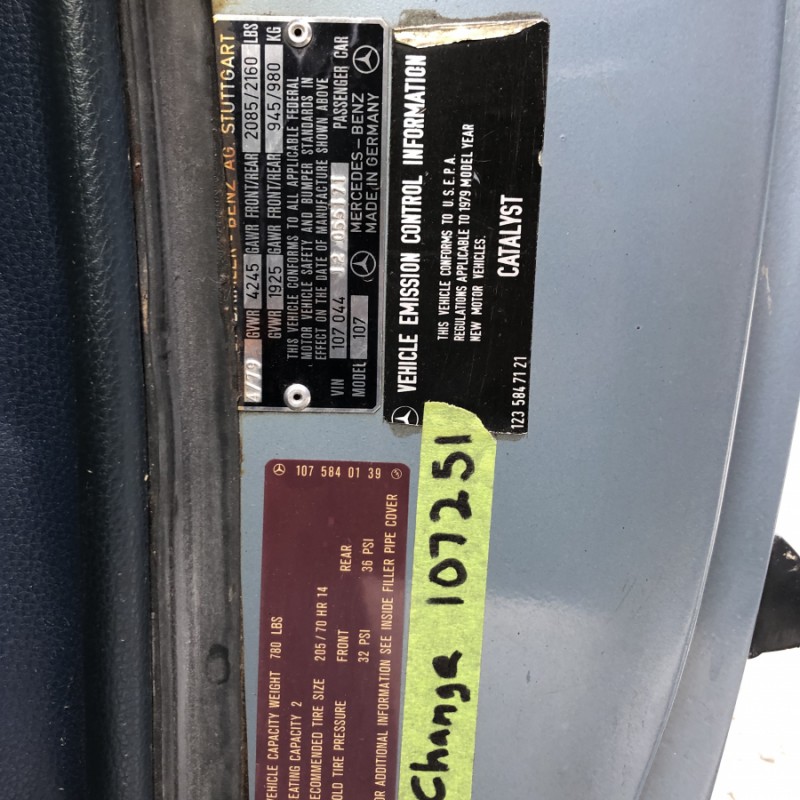 BENZ AG. STUTTGART
4/79 GVWR 4245 GAWR FRONT/REAR 2085/2160 LBS
GVWR 1925 GAWR FRONT/REAR 945/980 KG
THIS VEHICLE CONFORMS TO ALL APPLICABLE FEDERAL
MOTOR VEHICLE SAFETY AND BUMPER STANDARDS IN
EFFECT ON THE DATE OF MANUFACTURE SHOWN ABOVE
VIN 107 044 PASSENGER CAR
MODEL 107 MERCEDES-BENZ
MADE IN GERMANY
VEHICLE EMISSION CONTROL INFORMATION
THIS VEHICLE CONFORMS TO U.S.E.P.A.
REGULATIONS APPLICABLE TO 1979 MODEL YEAR
NEW MOTOR VEHICLES.
CATALYST
123 584 71 21
107 584 01 39
VEHICLE CAPACITY WEIGHT 780 LBS
EATING CAPACITY 2
ECOMMENDED TIRE SIZE 205/70 HR 14
OLD TIRE PRESSURE FRONT REAR
32 PSI 36 PSI
OR ADDITIONAL INFORMATION SEE INSIDE FILLER PIPE COVER
Change 107251